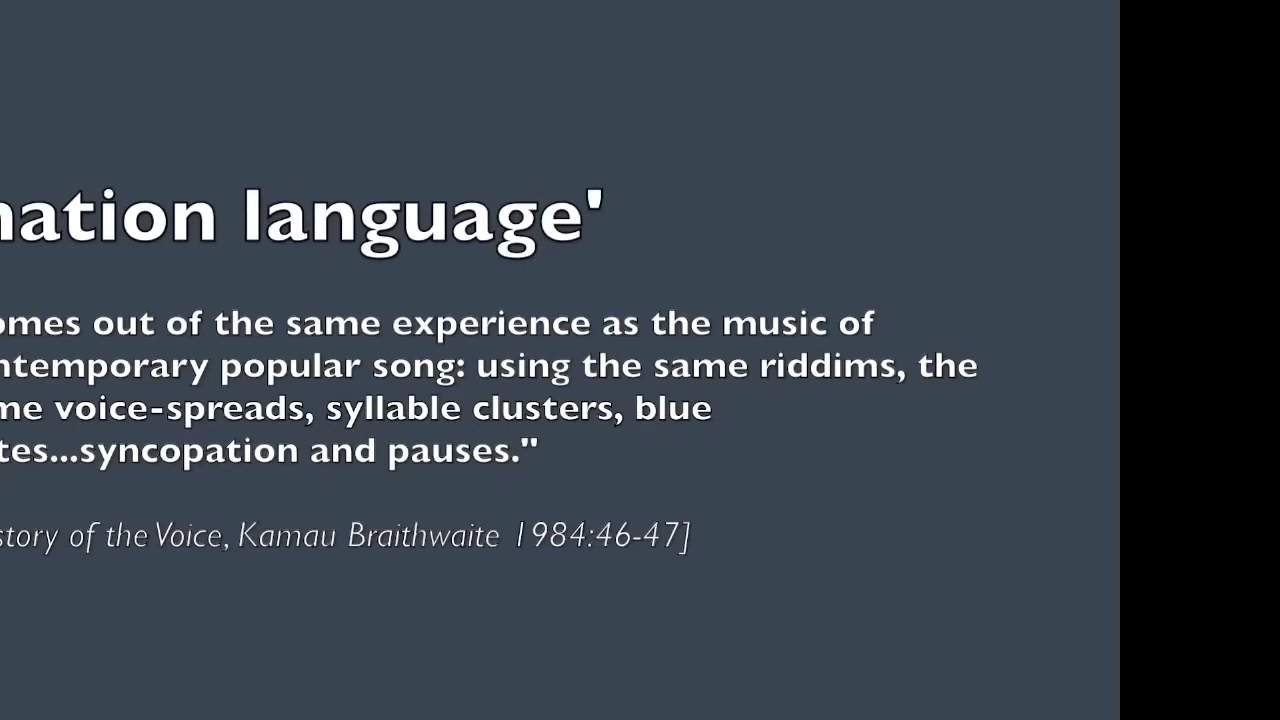 nation language'
omes out of the same experience as the music of
ntemporary popular song: using the same riddims, the
me voice-spreads, syllable clusters, blue
tes...syncopation and pauses."
story of the Voice, Kamau Braithwaite 1984:46-47]